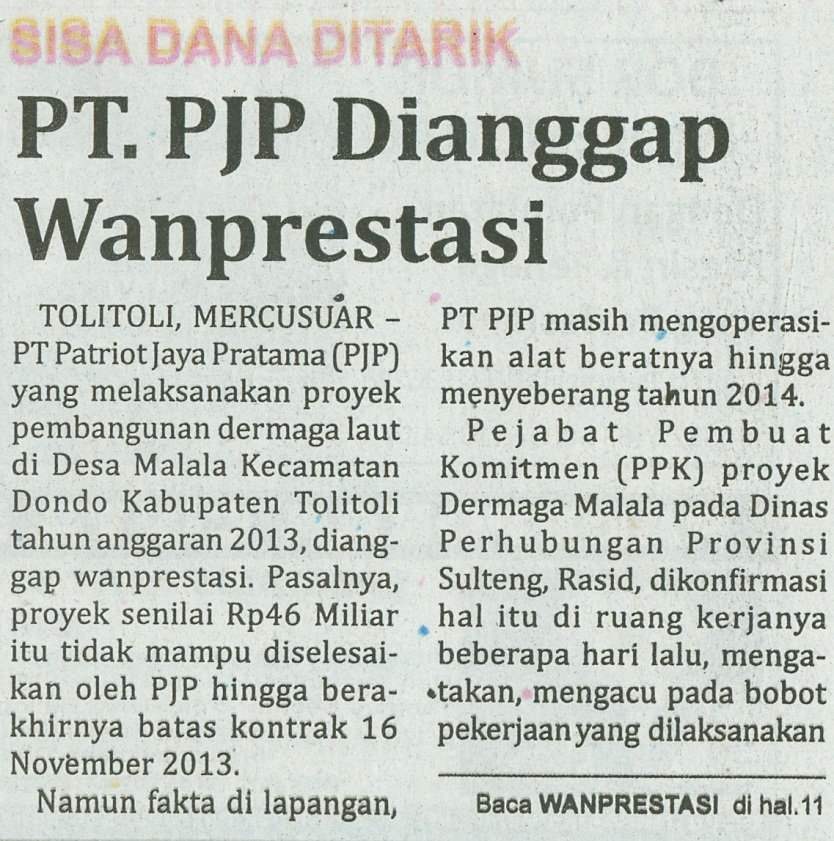 SISA DANA DITARIK
PT. PJP Dianggap
Wanprestasi
TOLITOLI, MERCUSUAR –
PT Patriot Jaya Pratama (PJP)
yang melaksanakan proyek
pembangunan dermaga laut
di Desa Malala Kecamatan
Dondo Kabupaten Tolitoli
tahun anggaran 2013, diang-
gap wanprestasi. Pasalnya,
proyek senilai Rp46 Miliar
itu tidak mampu diselesai-
kan oleh PJP hingga bera-
khirnya batas kontrak 16
November 2013.
Namun fakta di lapangan,
PT PJP masih mengoperasi-
kan alat beratnya hingga
menyeberang tahun 2014.
Pejabat Pembuat
Komitmen (PPK) proyek
Dermaga Malala pada Dinas
Perhubungan Provinsi
Sulteng, Rasid, dikonfirmasi
hal itu di ruang kerjanya
beberapa hari lalu, menga-
takan, mengacu pada bobot
pekerjaan yang dilaksanakan
Baca WANPRESTASI di hal.11